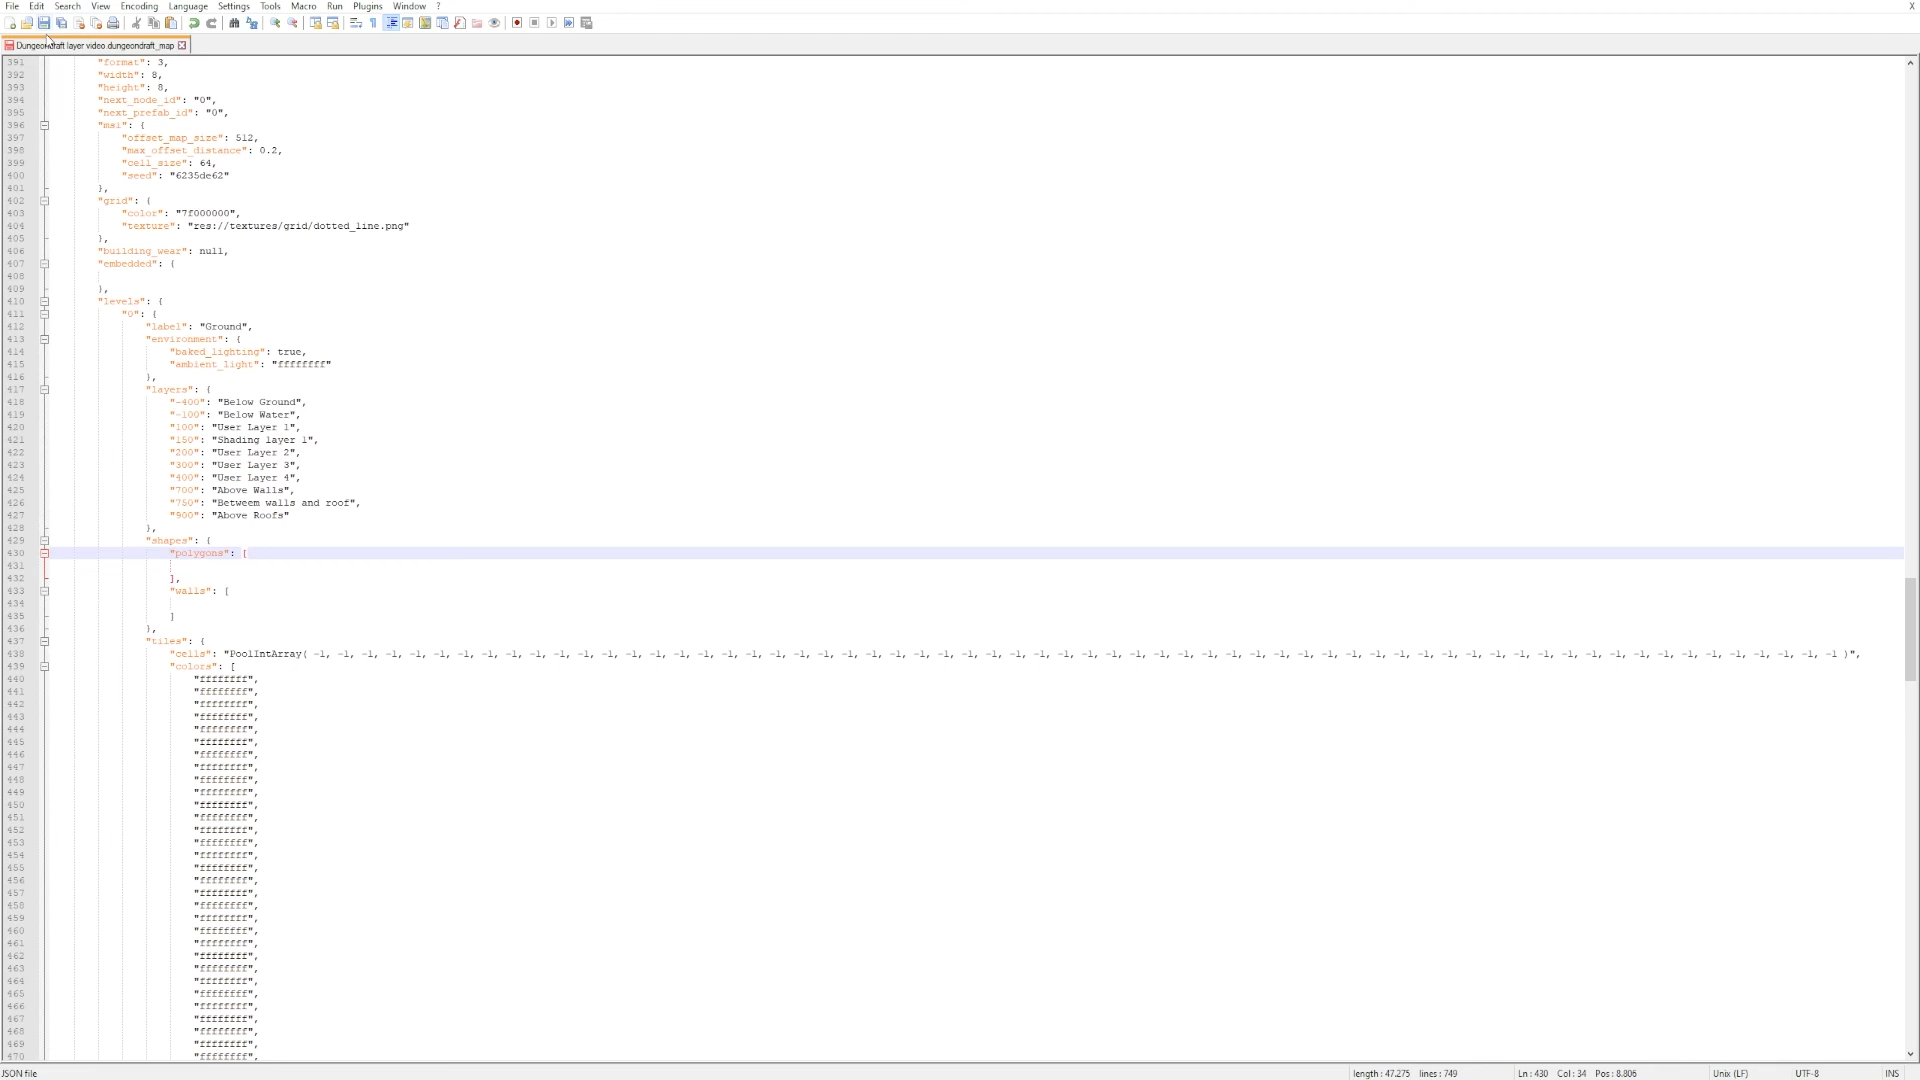 File Edit Search View Encoding Language Settings Tools Macro Run Plugins Window ? X
Dungeondraft layer video.dungeondraft_map
391 "format": 3,
392 "width": 8,
393 "height": 8,
394 "next_node_id": "0",
395 "next_prefab_id": "0",
396 "msi": {
397 "offset_map_size": 512,
398 "max_offset_distance": 0.2,
399 "cell_size": 64,
400 "seed": "6235de62"
401 },
402 "grid": {
403 "color": "7f000000",
404 "texture": "res://textures/grid/dotted_line.png"
405 },
406 "building_wear": null,
407 "embedded": {
408
409 },
410 "levels": {
411 "0": {
412 "label": "Ground",
413 "environment": {
414 "baked_lighting": true,
415 "ambient_light": "ffffffff"
416 },
417 "layers": {
418 "-400": "Below Ground",
419 "-100": "Below Water",
420 "100": "User Layer 1",
421 "150": "Shading layer 1",
422 "200": "User Layer 2",
423 "300": "User Layer 3",
424 "400": "User Layer 4",
425 "700": "Above Walls",
426 "750": "Betweem walls and roof",
427 "900": "Above Roofs"
428 },
429 "shapes": {
430 "polygons": [
431
432 ],
433 "walls": [
434
435 ]
436 },
437 "tiles": {
438 "cells": "PoolIntArray( -1, -1, -1, -1, -1, -1, -1, -1, -1, -1, -1, -1, -1, -1, -1, -1, -1, -1, -1, -1, -1, -1, -1, -1, -1, -1, -1, -1, -1, -1, -1, -1, -1, -1, -1, -1, -1, -1, -1, -1, -1, -1, -1, -1, -1, -1, -1, -1, -1, -1, -1, -1, -1, -1, -1, -1, -1, -1, -1, -1, -1, -1, -1, -1 )",
439 "colors": [
440 "ffffffff",
441 "ffffffff",
442 "ffffffff",
443 "ffffffff",
444 "ffffffff",
445 "ffffffff",
446 "ffffffff",
447 "ffffffff",
448 "ffffffff",
449 "ffffffff",
450 "ffffffff",
451 "ffffffff",
452 "ffffffff",
453 "ffffffff",
454 "ffffffff",
455 "ffffffff",
456 "ffffffff",
457 "ffffffff",
458 "ffffffff",
459 "ffffffff",
460 "ffffffff",
461 "ffffffff",
462 "ffffffff",
463 "ffffffff",
464 "ffffffff",
465 "ffffffff",
466 "ffffffff",
467 "ffffffff",
468 "ffffffff",
469 "ffffffff",
470 "ffffffff",
JSON file length : 47.275 lines : 749 Ln : 430 Col : 34 Pos : 8.806 Unix (LF) UTF-8 INS